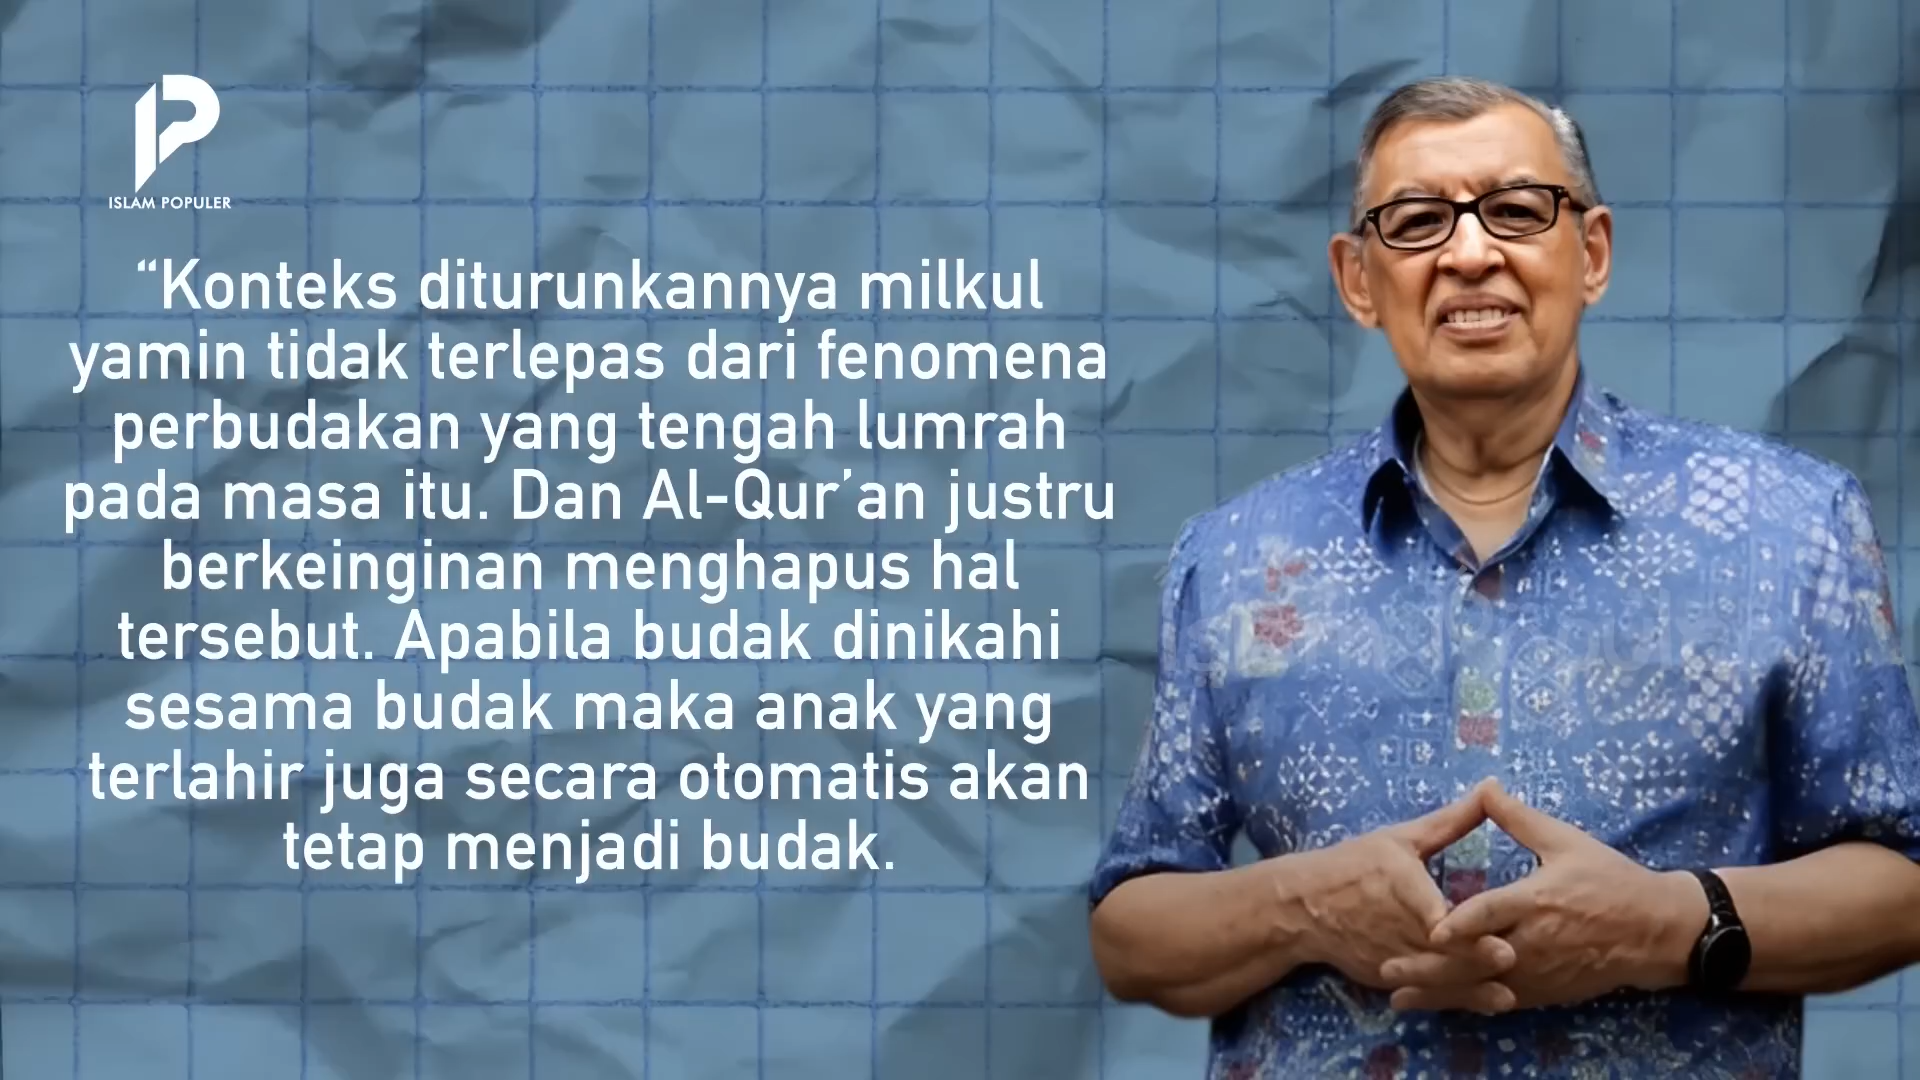 ISLAM POPULER
“Konteks diturunkannya milkul
yamin tidak terlepas dari fenomena
perbudakan yang tengah lumrah
pada masa itu. Dan Al-Qur’an justru
berkeinginan menghapus hal
tersebut. Apabila budak dinikahi
sesama budak maka anak yang
terlahir juga secara otomatis akan
tetap menjadi budak.
Islam Populer